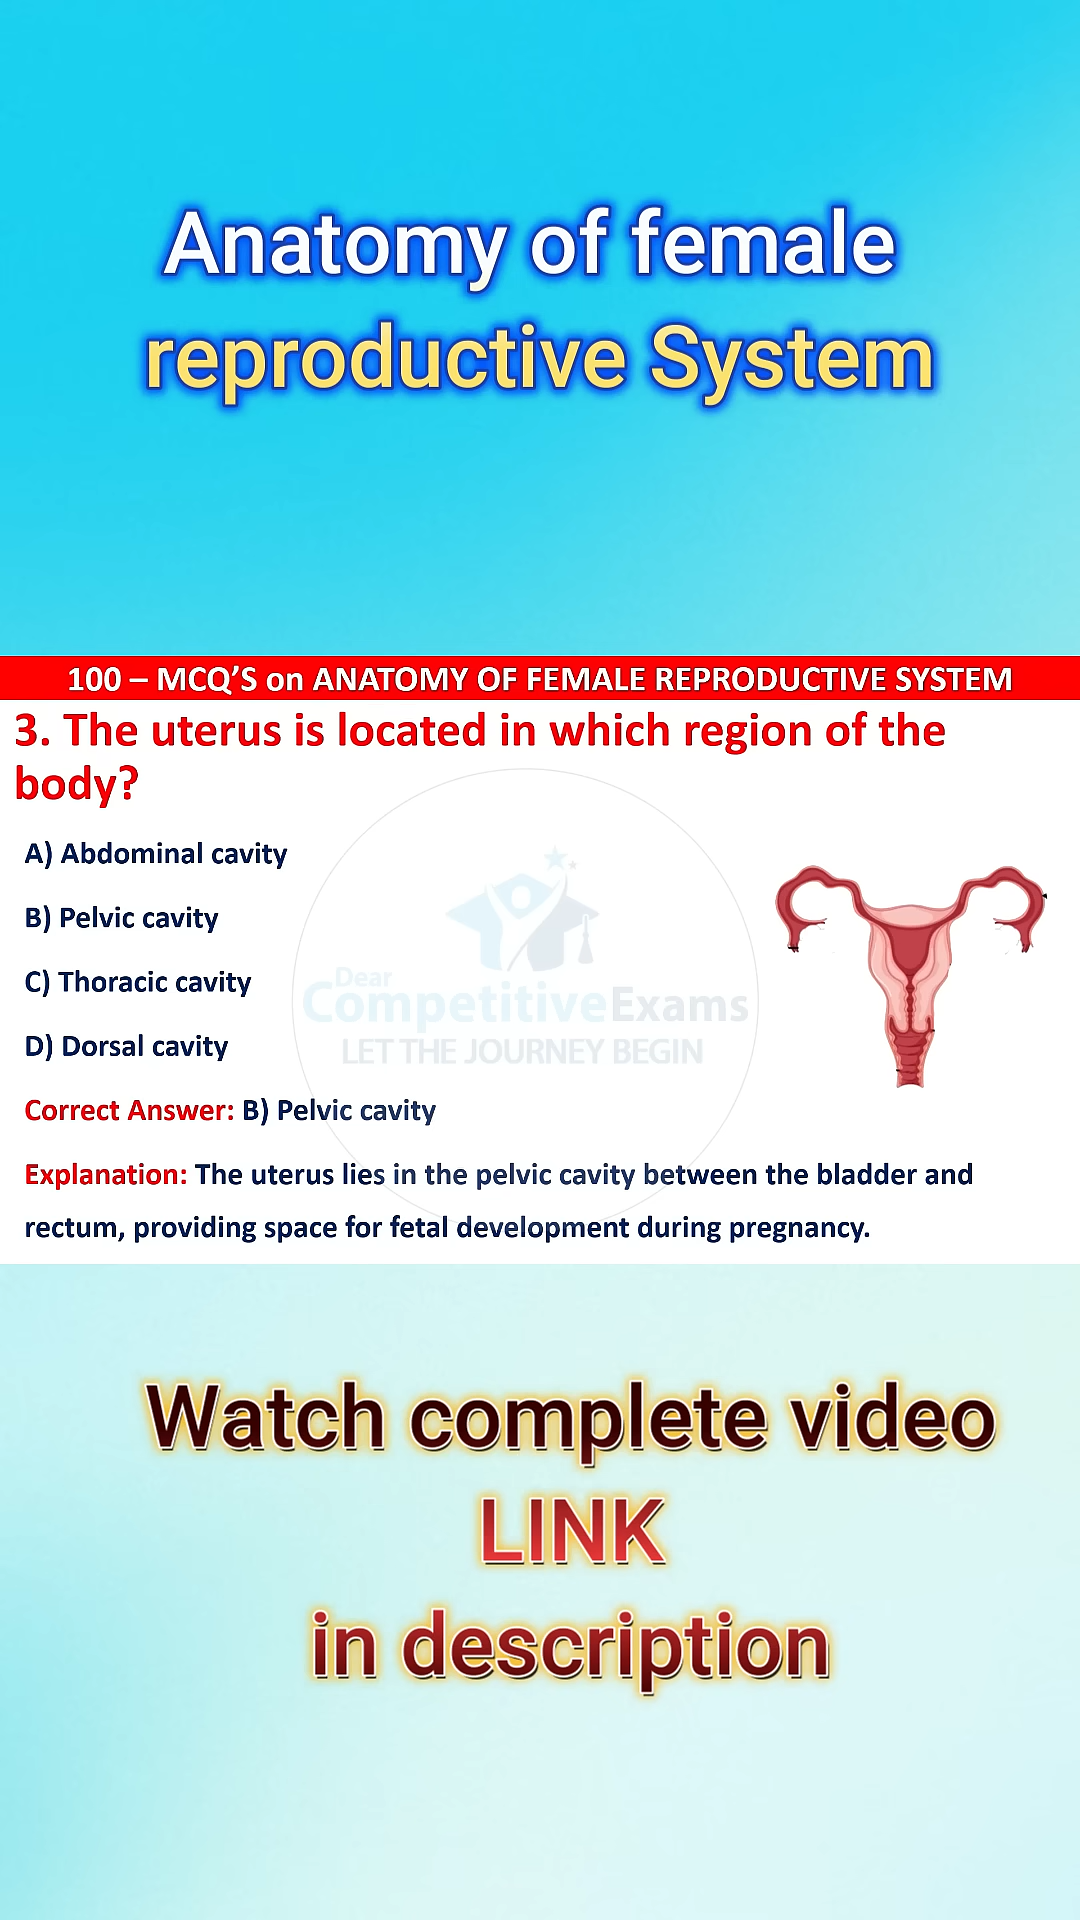 Anatomy of female
reproductive System
100 – MCQ’S on ANATOMY OF FEMALE REPRODUCTIVE SYSTEM
3. The uterus is located in which region of the
body?
A) Abdominal cavity
B) Pelvic cavity
C) Thoracic cavity
D) Dorsal cavity
Dear
CompetitiveExams
LET THE JOURNEY BEGIN
Correct Answer: B) Pelvic cavity
Explanation: The uterus lies in the pelvic cavity between the bladder and
rectum, providing space for fetal development during pregnancy.
Watch complete video
LINK
in description